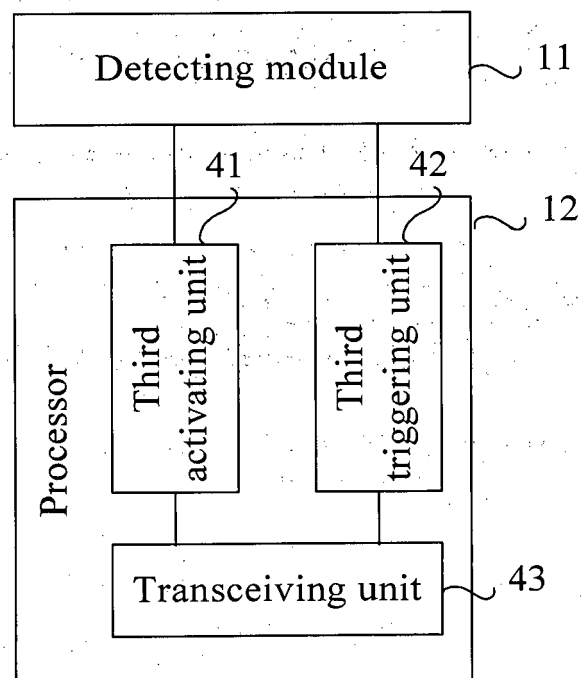 Detecting module
11
41
42
12
Processor
Third
activating unit
Third
triggering unit
Transceiving unit
43